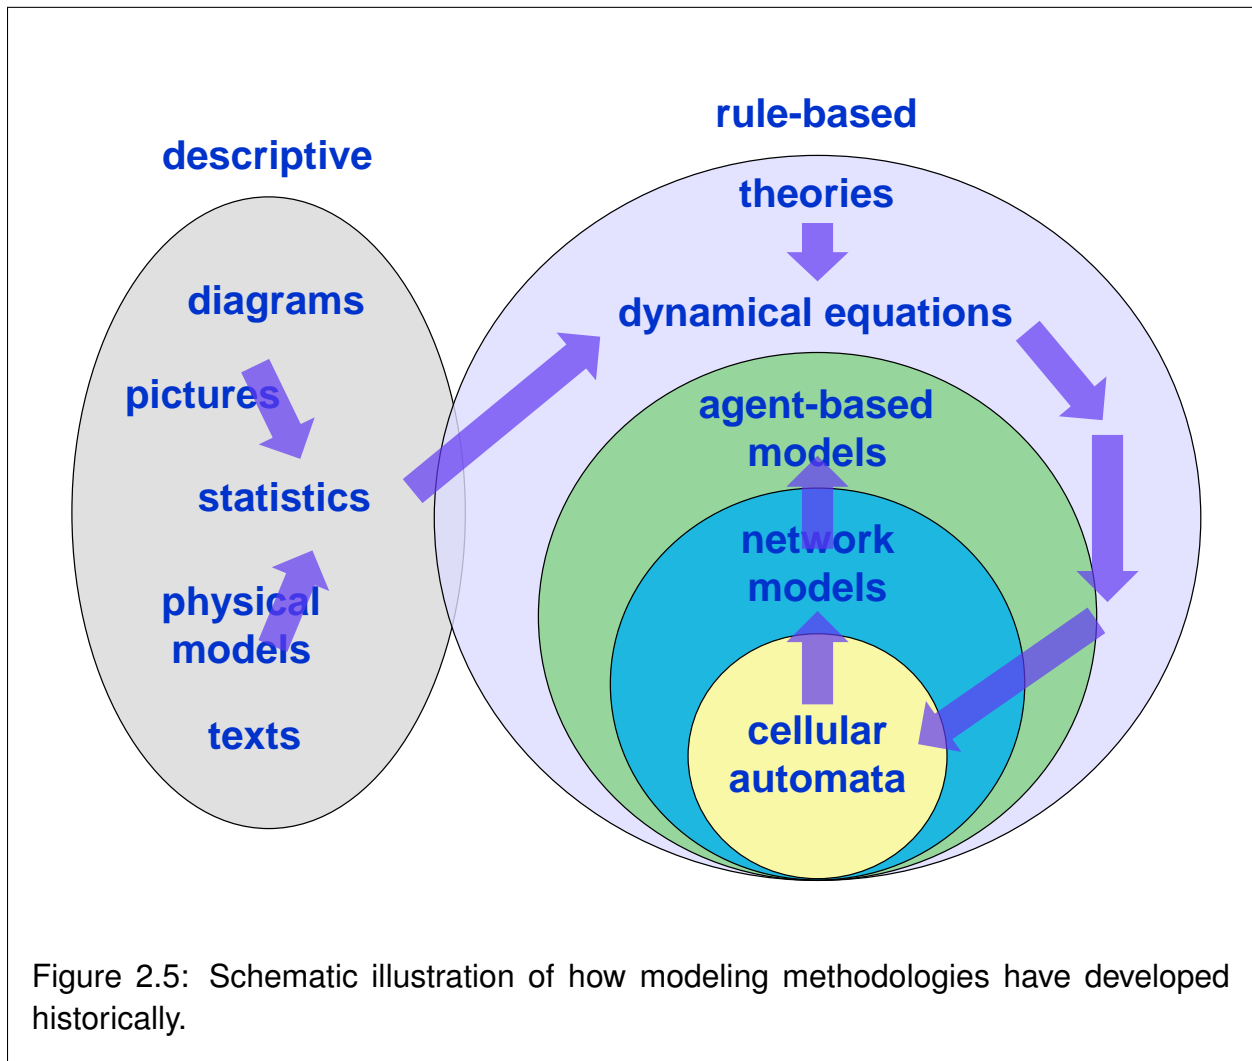 rule-based
descriptive
theories
diagrams
dynamical equations
pictures
agent-based
models
statistics
network
models
physical
models
texts
cellular
automata
Figure 2.5: Schematic illustration of how modeling methodologies have developed
historically.